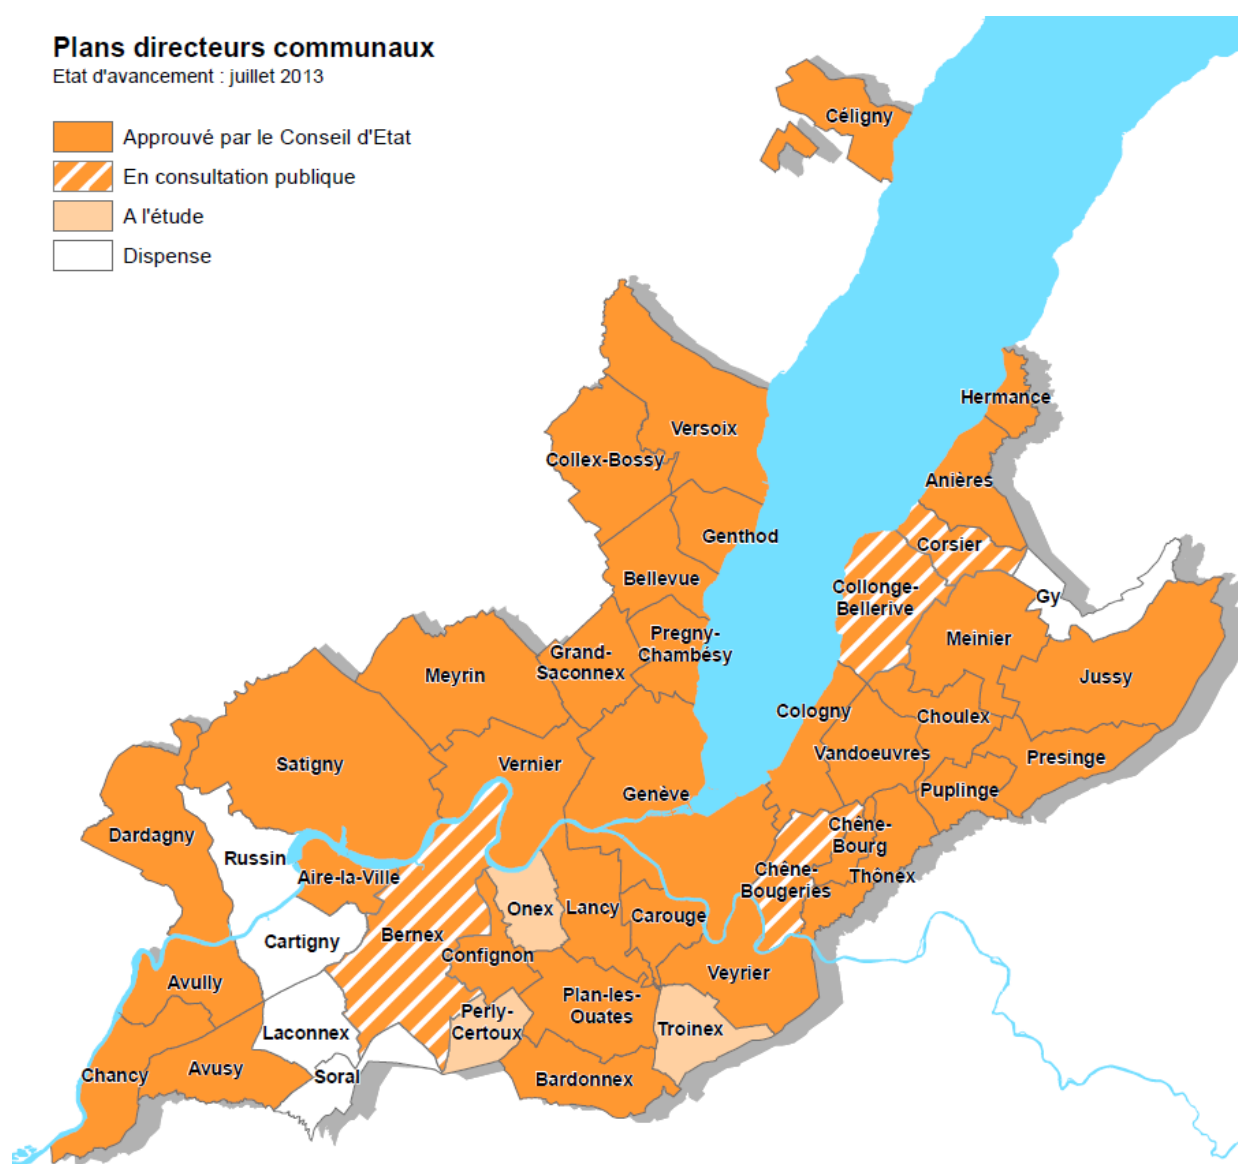 Plans directeurs communaux
Etat d'avancement : juillet 2013
Approuvé par le Conseil d'Etat
En consultation publique
A l'étude
Dispense
Céligny
Hermance
Versoix
Collex-Bossy
Anières
Genthod
Corsier
Bellevue
Collonge-
Bellerive
Gy
Pregny-
Chambésy
Meinier
Grand-
Saconnex
Meyrin
Jussy
Cologny
Choulex
Vandoeuvres
Presinge
Satigny
Vernier
Genève
Puplinge
Dardagny
Chêne-
Bourg
Russin
Aire-la-Ville
Chêne-
Bougeries
Thônex
Onex
Lancy
Carouge
Cartigny
Bernex
Confignon
Veyrier
Avully
Plan-les-
Ouates
Perly-
Certoux
Laconnex
Troinex
Chancy
Avusy
Soral
Bardonnex